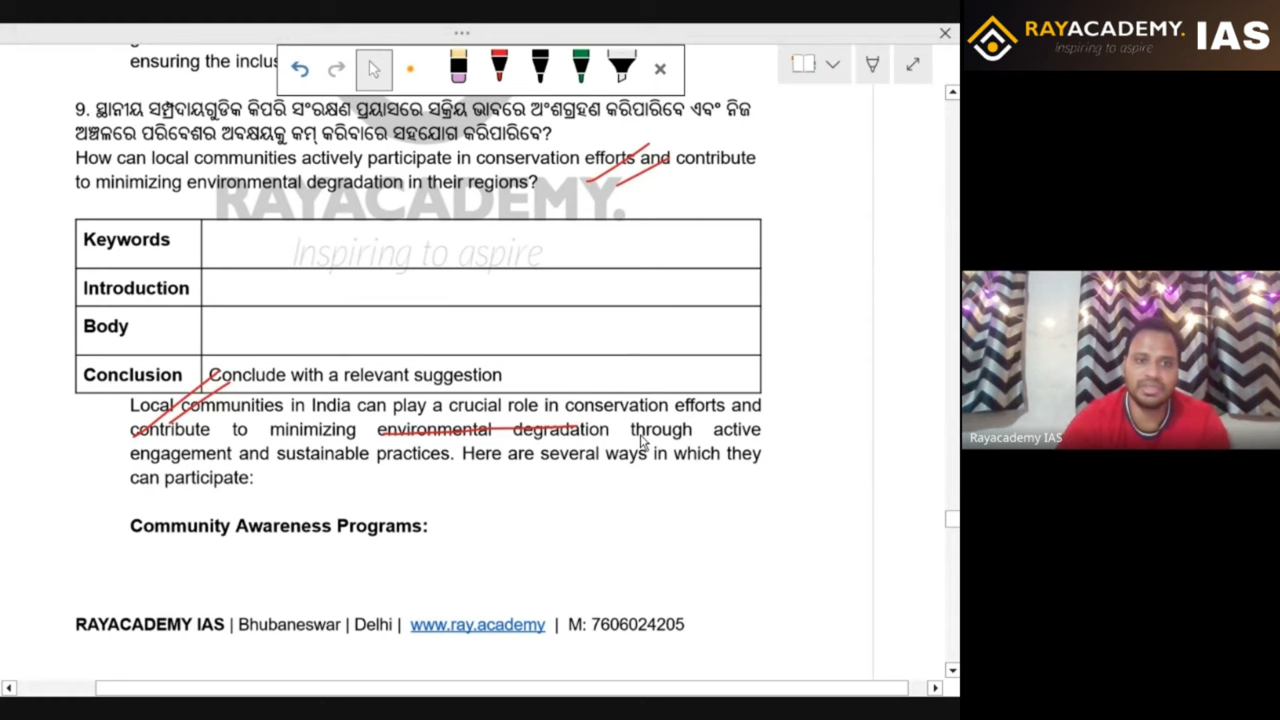 RAYACADEMY. IAS
Inspiring to aspire
ensuring the inclus
9. ସ୍ଥାନୀୟ ସମ୍ପ୍ରଦାୟଗୁଡିକ କିପରି ସଂରକ୍ଷଣ ପ୍ରୟାସରେ ସକ୍ରିୟ ଭାବରେ ଅଂଶଗ୍ରହଣ କରିପାରିବେ ଏବଂ ନିଜ
ଅଞ୍ଚଳରେ ପରିବେଶର ଅବକ୍ଷୟକୁ କମ୍ କରିବାରେ ସହଯୋଗ କରିପାରିବେ?
How can local communities actively participate in conservation efforts and contribute
to minimizing environmental degradation in their regions?
RAYACADEMY.
Inspiring to aspire
Keywords
Introduction
Body
Conclusion Conclude with a relevant suggestion
Local communities in India can play a crucial role in conservation efforts and
contribute to minimizing environmental degradation through active
engagement and sustainable practices. Here are several ways in which they
can participate:
Community Awareness Programs:
RAYACADEMY IAS | Bhubaneswar | Delhi | www.ray.academy | M: 7606024205
Rayacademy IAS